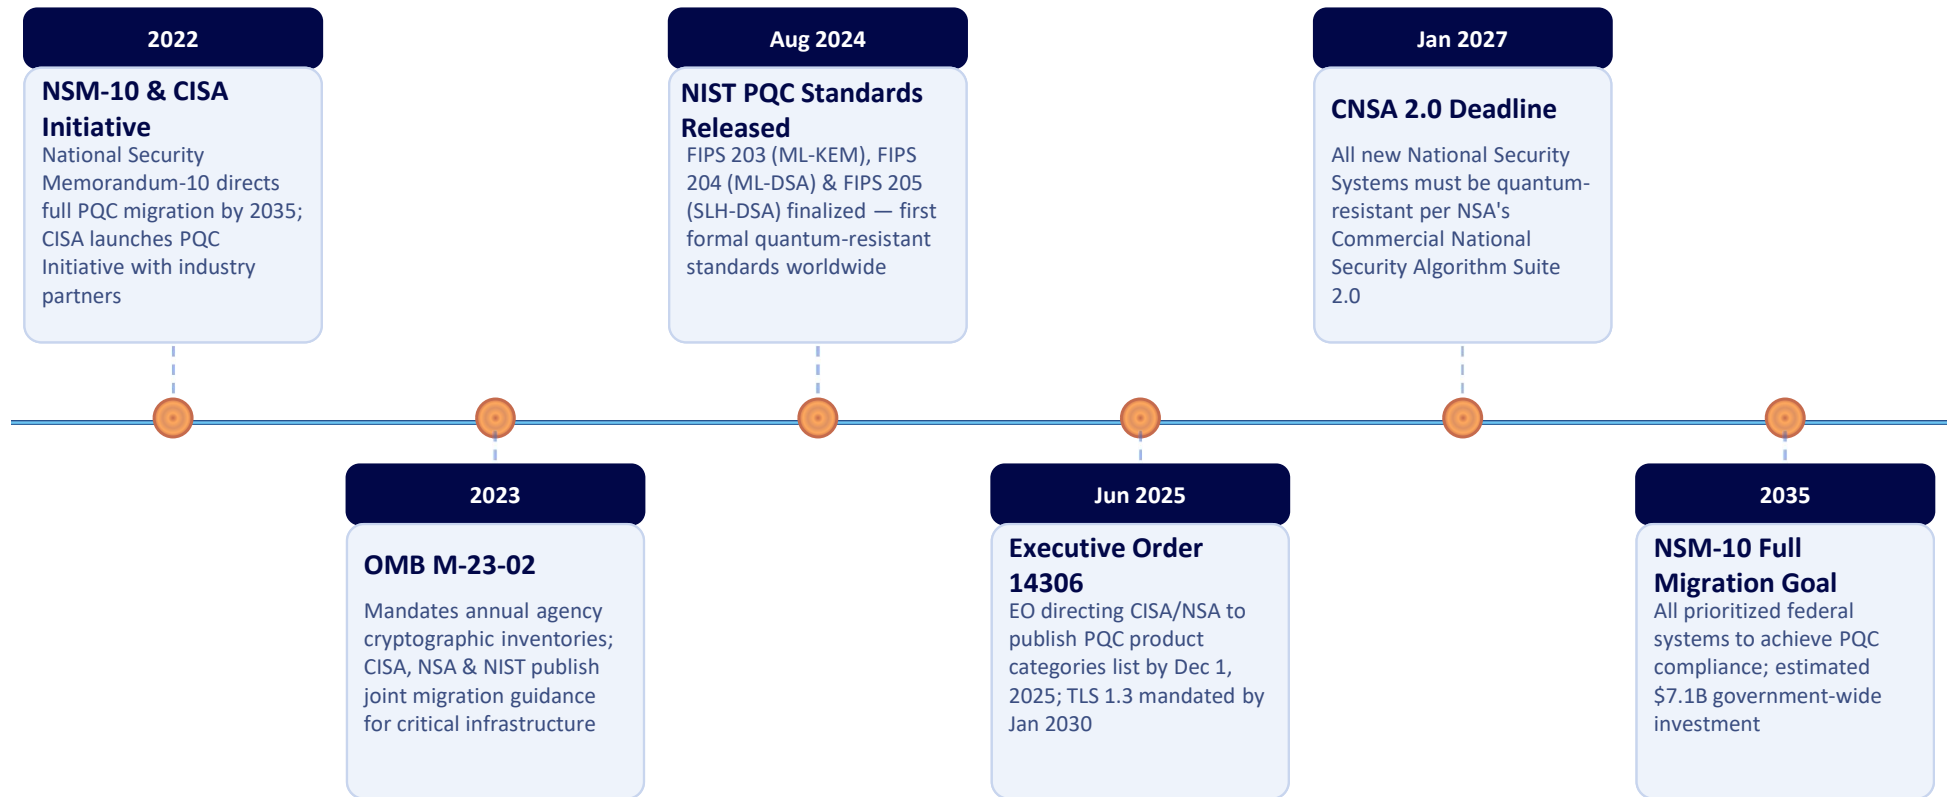 2022
NSM-10 & CISA
Initiative
National Security
Memorandum-10 directs
full PQC migration by 2035;
CISA launches PQC
Initiative with industry
partners
Aug 2024
NIST PQC Standards
Released
FIPS 203 (ML-KEM), FIPS
204 (ML-DSA) & FIPS 205
(SLH-DSA) finalized — first
formal quantum-resistant
standards worldwide
Jan 2027
CNSA 2.0 Deadline
All new National Security
Systems must be quantum-
resistant per NSA's
Commercial National
Security Algorithm Suite
2.0
2023
OMB M-23-02
Mandates annual agency
cryptographic inventories;
CISA, NSA & NIST publish
joint migration guidance
for critical infrastructure
Jun 2025
Executive Order
14306
EO directing CISA/NSA to
publish PQC product
categories list by Dec 1,
2025; TLS 1.3 mandated by
Jan 2030
2035
NSM-10 Full
Migration Goal
All prioritized federal
systems to achieve PQC
compliance; estimated
$7.1B government-wide
investment